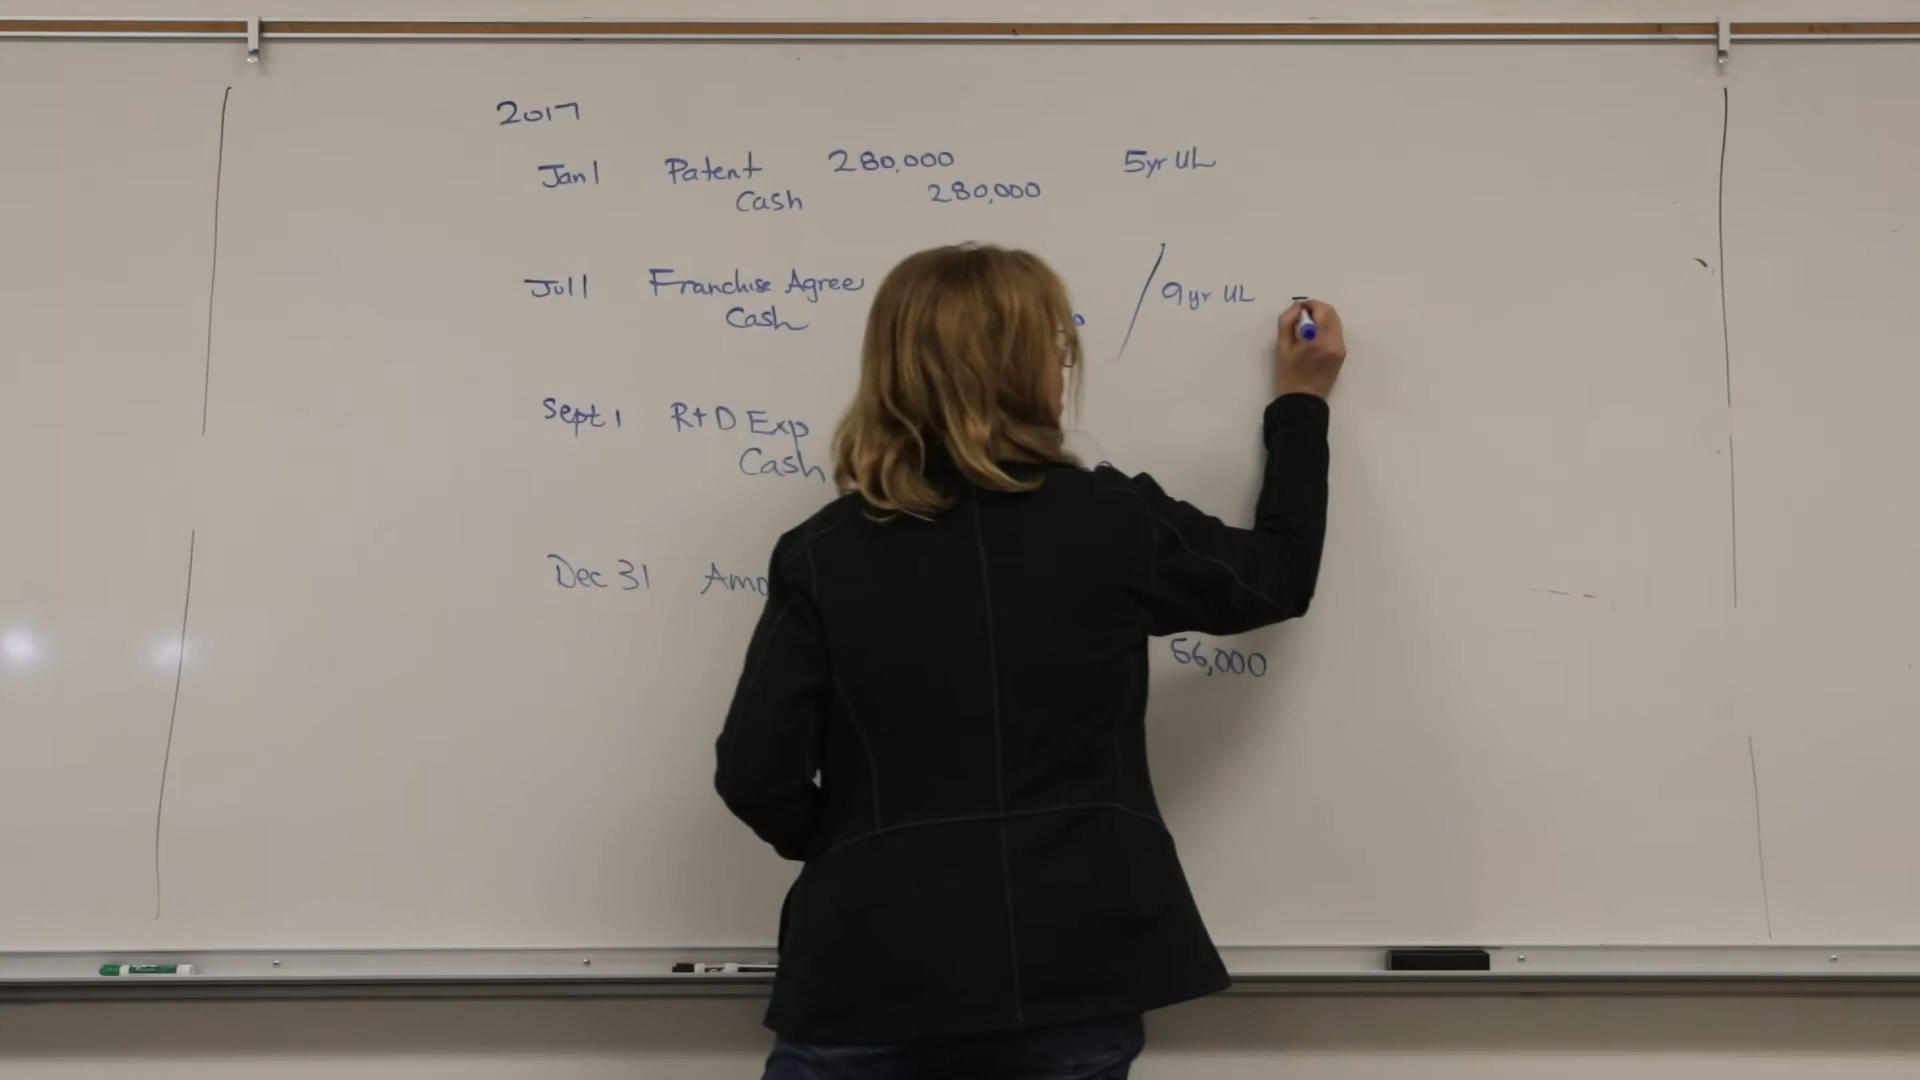 2017
Jan 1 Patent 280,000 5yr UL
Cash 280,000
Jul 1 Franchise Agree / 9yr UL =
Cash
Sept 1 R+D Exp
Cash
Dec 31 Amo
56,000